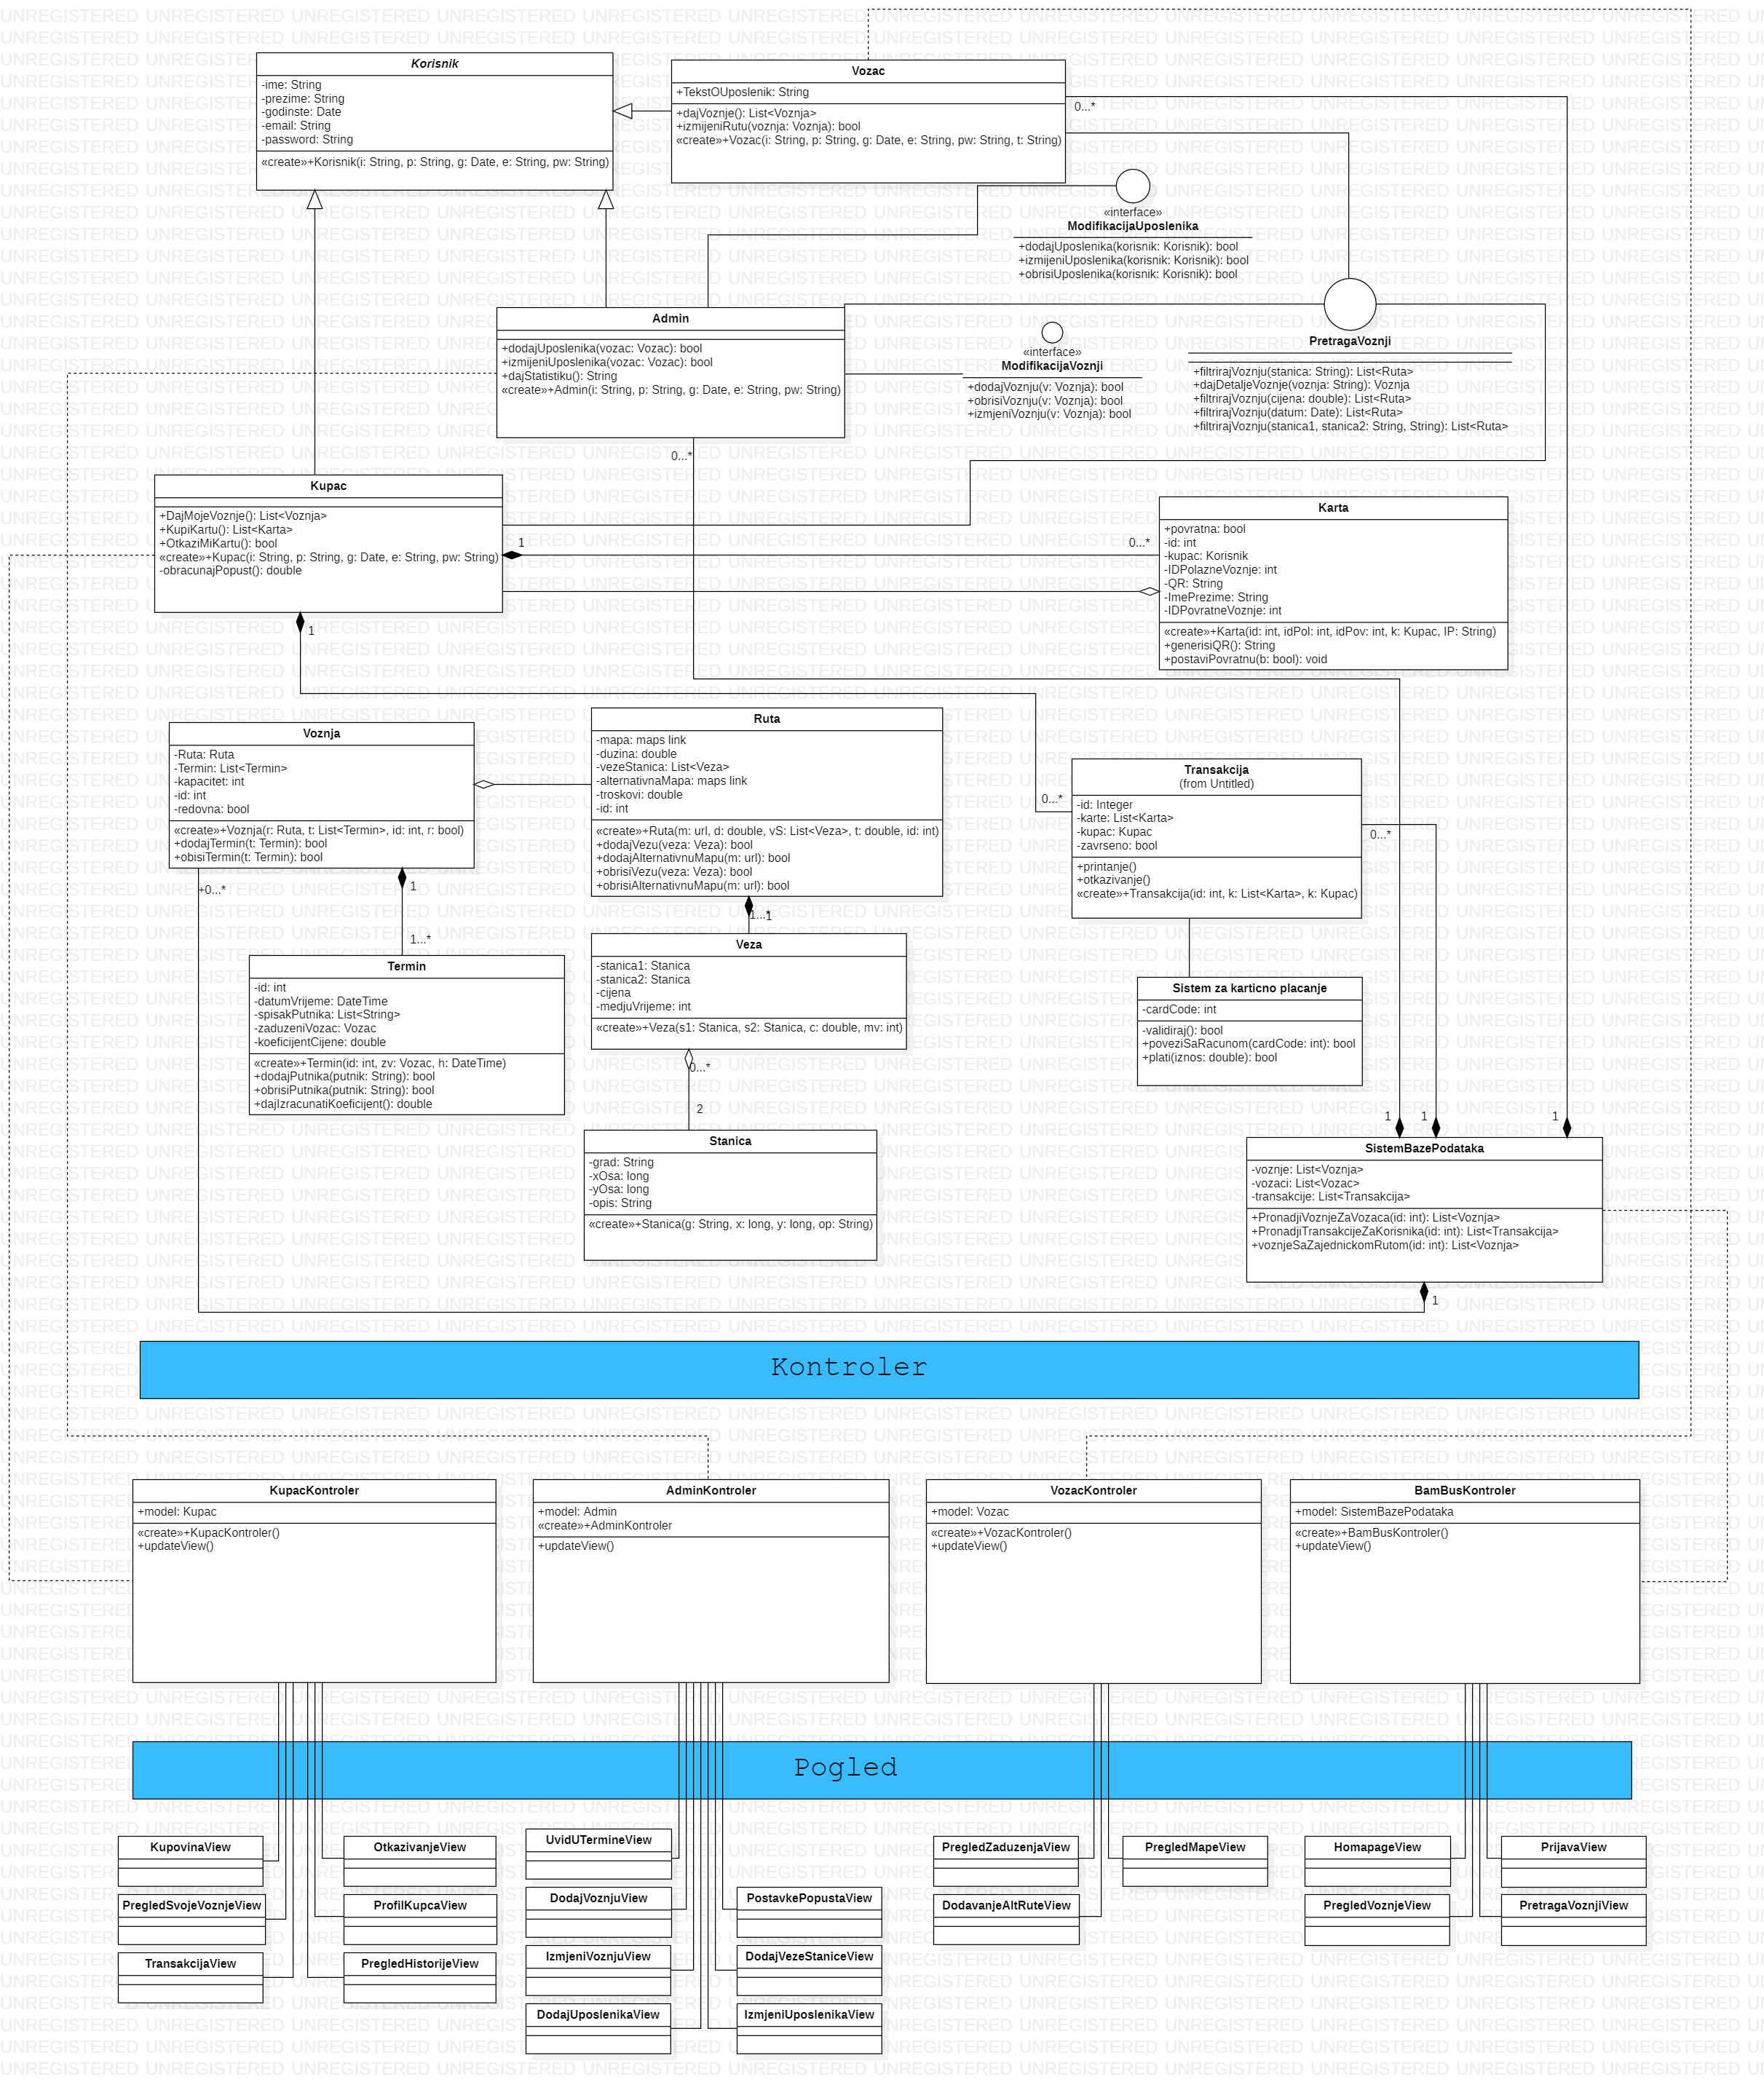 Korisnik
-ime: String
-prezime: String
-godinste: Date
-email: String
-password: String
«create»+Korisnik(i: String, p: String, g: Date, e: String, pw: String)
Vozac
+TekstOUposlenik: String
+dajVoznje(): List<Voznja>
+izmijeniRutu(voznja: Voznja): bool
«create»+Vozac(i: String, p: String, g: Date, e: String, pw: String, t: String)
0...*
«interface»
ModifikacijaUposlenika
+dodajUposlenika(korisnik: Korisnik): bool
+izmijeniUposlenika(korisnik: Korisnik): bool
+obrisiUposlenika(korisnik: Korisnik): bool
Admin
+dodajUposlenika(vozac: Vozac): bool
+izmijeniUposlenika(vozac: Vozac): bool
+dajStatistiku(): String
«create»+Admin(i: String, p: String, g: Date, e: String, pw: String)
0...*
«interface»
ModifikacijaVoznji
+dodajVoznju(v: Voznja): bool
+obrisiVoznju(v: Voznja): bool
+izmjeniVoznju(v: Voznja): bool
PretragaVoznji
+filtrirajVoznju(stanica: String): List<Ruta>
+dajDetaljeVoznje(voznja: String): Voznja
+filtrirajVoznju(cijena: double): List<Ruta>
+filtrirajVoznju(datum: Date): List<Ruta>
+filtrirajVoznju(stanica1, stanica2: String, String): List<Ruta>
Kupac
+DajMojeVoznje(): List<Voznja>
+KupiKartu(): List<Karta>
+OtkaziMiKartu(): bool
«create»+Kupac(i: String, p: String, g: Date, e: String, pw: String)
-obracunajPopust(): double
1
0...*
1
Karta
+povratna: bool
-id: int
-kupac: Korisnik
-IDPolazneVoznje: int
-QR: String
-ImePrezime: String
-IDPovratneVoznje: int
«create»+Karta(id: int, idPol: int, idPov: int, k: Kupac, IP: String)
+generisiQR(): String
+postaviPovratnu(b: bool): void
Voznja
-Ruta: Ruta
-Termin: List<Termin>
-kapacitet: int
-id: int
-redovna: bool
«create»+Voznja(r: Ruta, t: List<Termin>, id: int, r: bool)
+dodajTermin(t: Termin): bool
+obisiTermin(t: Termin): bool
+0...*
1
1...*
Ruta
-mapa: maps link
-duzina: double
-vezeStanica: List<Veza>
-alternativnaMapa: maps link
-troskovi: double
-id: int
«create»+Ruta(m: url, d: double, vS: List<Veza>, t: double, id: int)
+dodajVezu(veza: Veza): bool
+dodajAlternativnuMapu(m: url): bool
+obrisiVezu(veza: Veza): bool
+obrisiAlternativnuMapu(m: url): bool
1...*
1
0...*
Transakcija
(from Untitled)
-id: Integer
-karte: List<Karta>
-kupac: Kupac
-zavrseno: bool
+printanje()
+otkazivanje()
«create»+Transakcija(id: int, k: List<Karta>, k: Kupac)
0...*
Termin
-id: int
-datumVrijeme: DateTime
-spisakPutnika: List<String>
-zaduzeniVozac: Vozac
-koeficijentCijene: double
«create»+Termin(id: int, zv: Vozac, h: DateTime)
+dodajPutnika(putnik: String): bool
+obrisiPutnika(putnik: String): bool
+dajIzracunatiKoeficijent(): double
Veza
-stanica1: Stanica
-stanica2: Stanica
-cijena
-medjuVrijeme: int
«create»+Veza(s1: Stanica, s2: Stanica, c: double, mv: int)
0...*
2
Sistem za karticno placanje
-cardCode: int
-validiraj(): bool
+poveziSaRacunom(cardCode: int): bool
+plati(iznos: double): bool
Stanica
-grad: String
-xOsa: long
-yOsa: long
-opis: String
«create»+Stanica(g: String, x: long, y: long, op: String)
1
1
1
SistemBazePodataka
-voznje: List<Voznja>
-vozaci: List<Vozac>
-transakcije: List<Transakcija>
+PronadjiVoznjeZaVozaca(id: int): List<Voznja>
+PronadjiTransakcijeZaKorisnika(id: int): List<Transakcija>
+voznjeSaZajednickomRutom(id: int): List<Voznja>
1
Kontroler
KupacKontroler
+model: Kupac
«create»+KupacKontroler()
+updateView()
AdminKontroler
+model: Admin
«create»+AdminKontroler
+updateView()
VozacKontroler
+model: Vozac
«create»+VozacKontroler()
+updateView()
BamBusKontroler
+model: SistemBazePodataka
«create»+BamBusKontroler()
+updateView()
Pogled
KupovinaView
OtkazivanjeView
PregledSvojeVoznjeView
ProfilKupcaView
TransakcijaView
PregledHistorijeView
UvidUTermineView
DodajVoznjuView
PostavkePopustaView
IzmjeniVoznjuView
DodajVezeStaniceView
DodajUposlenikaView
IzmjeniUposlenikaView
PregledZaduzenjaView
PregledMapeView
DodavanjeAltRuteView
HomapageView
PrijavaView
PregledVoznjeView
PretragaVoznjiView
UNREGISTERED